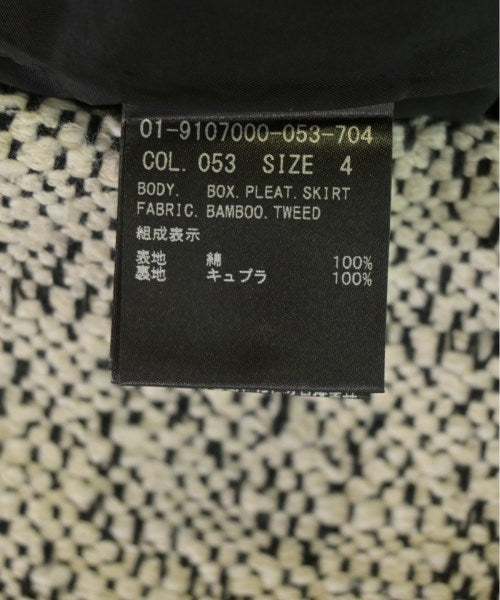 01-9107000-053-704
COL. 053 SIZE 4
BODY. BOX. PLEAT. SKIRT
FABRIC. BAMBOO. TWEED
組成表示
表地 綿 100%
裏地 キュプラ 100%